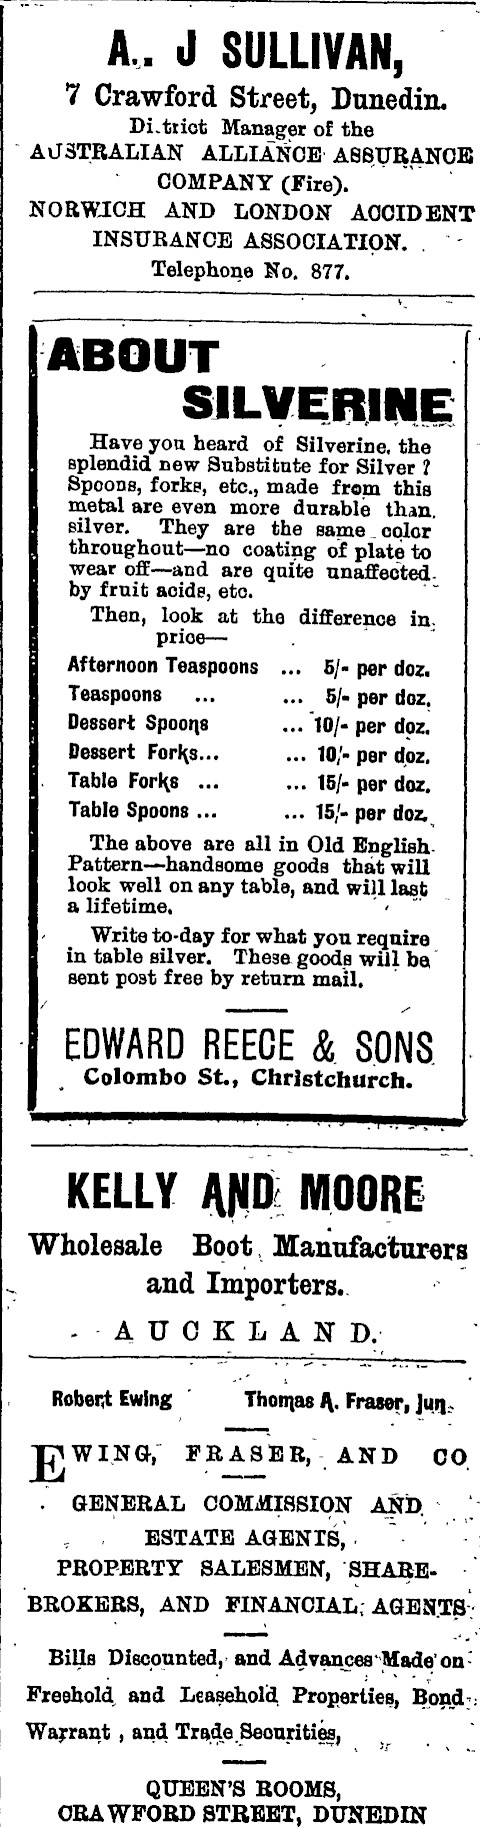 A. J SULLIVAN,
7 Crawford Street, Dunedin.
District Manager of the
AUSTRALIAN ALLIANCE ASSURANCE
COMPANY (Fire).
NORWICH AND LONDON ACCIDENT
INSURANCE ASSOCIATION.
Telephone No. 877.
ABOUT
SILVERINE
Have you heard of Silverine, the
splendid new Substitute for Silver?
Spoons, forks, etc., made from this
metal are even more durable than
silver. They are the same color
throughout—no coating of plate to
wear off—and are quite unaffected
by fruit acids, etc.
Then, look at the difference in
price—
Afternoon Teaspoons ... 5/- per doz.
Teaspoons ... ... 5/- per doz.
Dessert Spoons ... 10/- per doz.
Dessert Forks... ... 10/- per doz.
Table Forks ... ... 15/- per doz.
Table Spoons ... ... 15/- per doz.
The above are all in Old English
Pattern—handsome goods that will
look well on any table, and will last
a lifetime.
Write to-day for what you require
in table silver. These goods will be
sent post free by return mail.
EDWARD REECE & SONS
Colombo St., Christchurch.
KELLY AND MOORE
Wholesale Boot Manufacturers
and Importers.
AUCKLAND.
Robert Ewing Thomas A. Fraser, jun.
EWING, FRASER, AND CO
GENERAL COMMISSION AND
ESTATE AGENTS,
PROPERTY SALESMEN, SHARE-
BROKERS, AND FINANCIAL AGENTS
Bills Discounted, and Advances Made on
Freehold and Leasehold Properties, Bond
Warrant, and Trade Securities,
QUEEN'S ROOMS,
CRAWFORD STREET, DUNEDIN